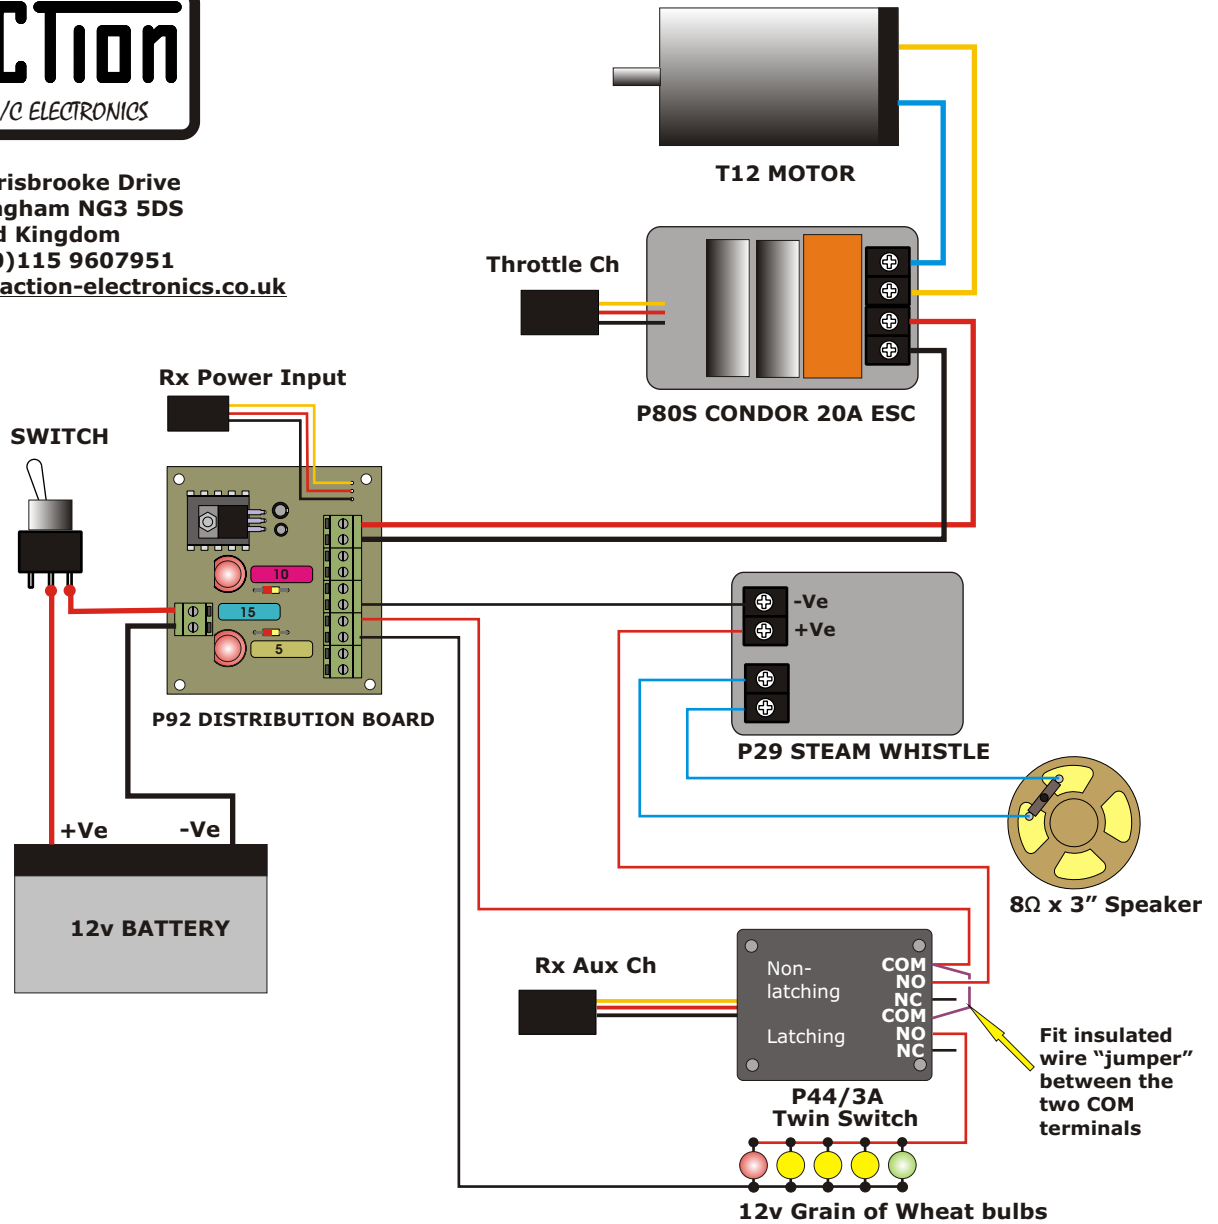 CTion
/C ELECTRONICS
risbrooke Drive
ngham NG3 5DS
d Kingdom
0)115 9607951
action-electronics.co.uk
T12 MOTOR
Throttle Ch
P80S CONDOR 20A ESC
Rx Power Input
SWITCH
10
15
5
P92 DISTRIBUTION BOARD
-Ve
+Ve
P29 STEAM WHISTLE
+Ve
-Ve
12v BATTERY
8Ω x 3” Speaker
Rx Aux Ch
Non-
latching
Latching
COM
NO
NC
COM
NO
NC
Fit insulated
wire “jumper”
between the
two COM
terminals
P44/3A
Twin Switch
12v Grain of Wheat bulbs